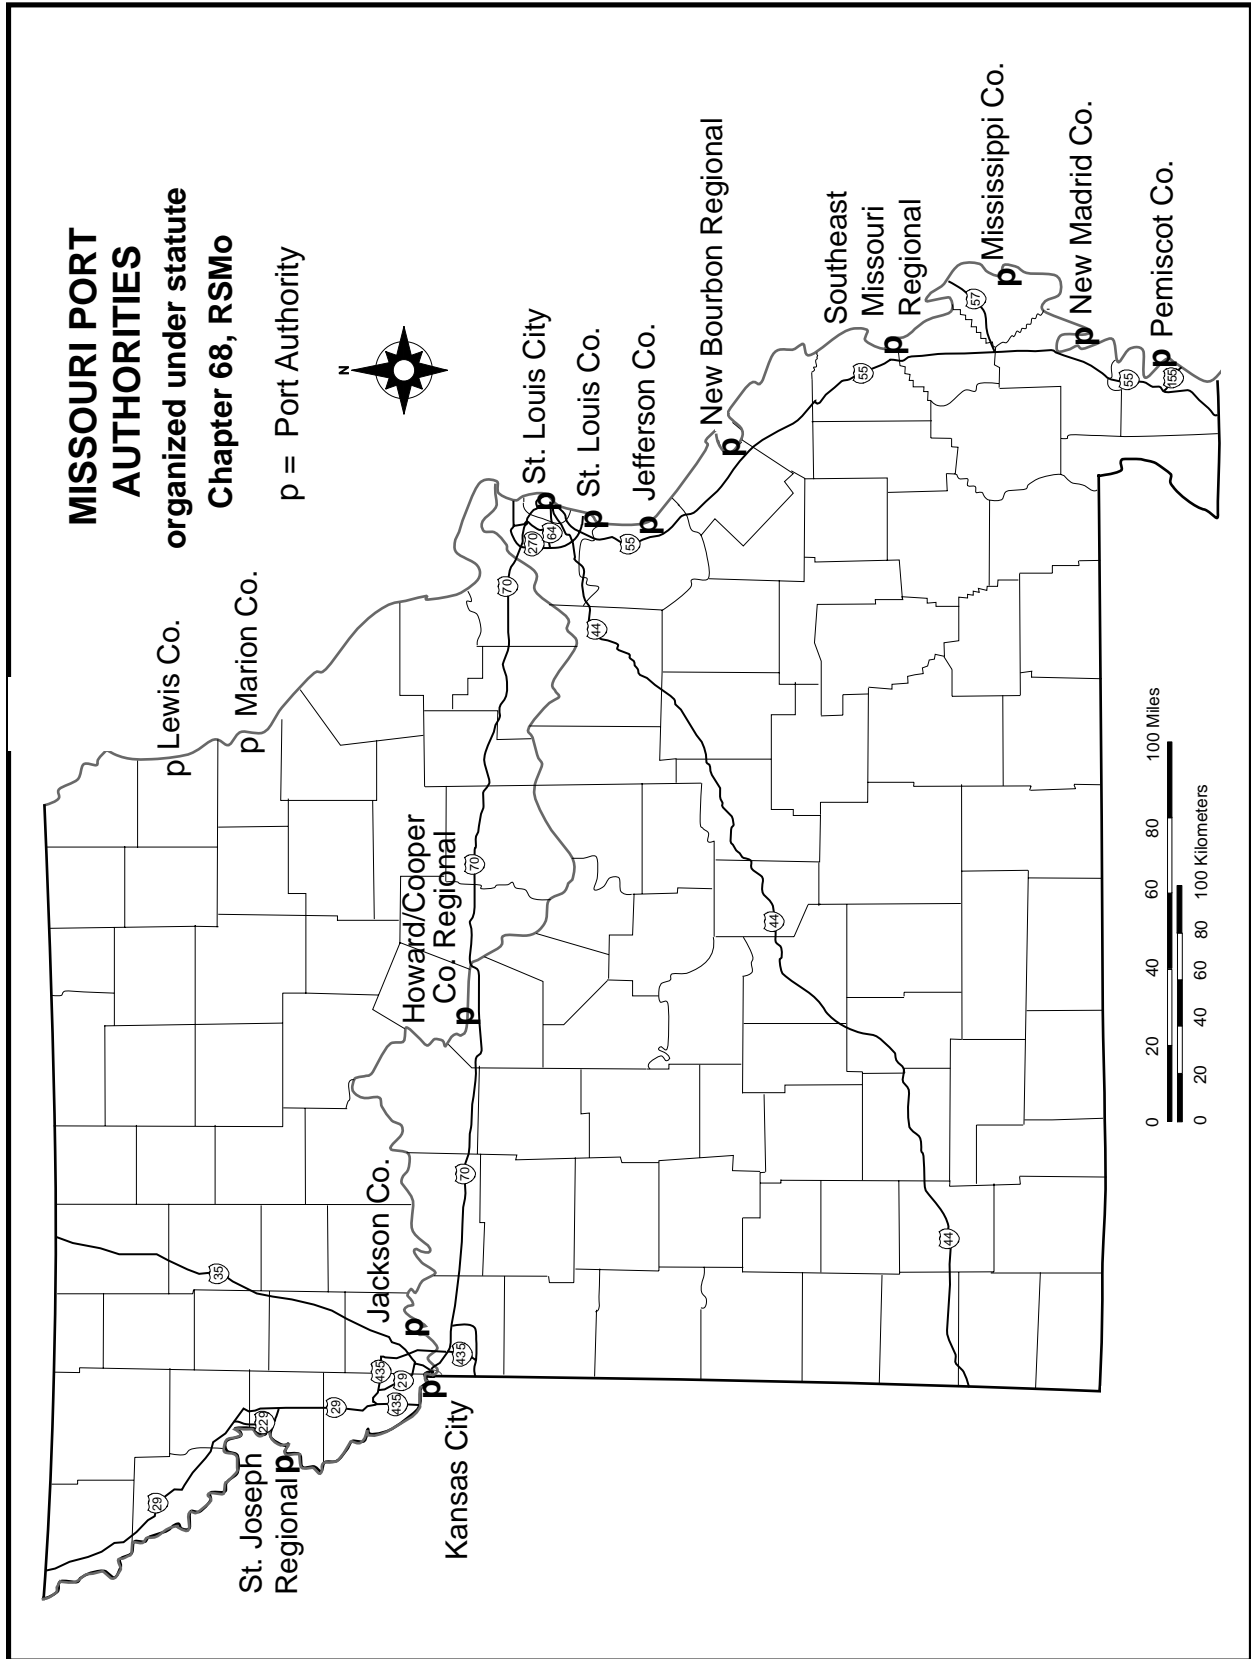 MISSOURI PORT
AUTHORITIES
organized under statute
Chapter 68, RSMo
p = Port Authority
N
p Lewis Co.
p Marion Co.
St. Joseph
Regional
p
Kansas City
p
Jackson Co.
p
Howard/Cooper
Co. Regional
p
St. Louis City
p
St. Louis Co.
p
Jefferson Co.
p
New Bourbon Regional
p
Southeast
Missouri
Regional
p
Mississippi Co.
p
New Madrid Co.
p
Pemiscot Co.
p
29
229
29
435
435
29
435
35
70
70
70
270
64
44
44
44
55
55
57
55
155
0 20 40 60 80 100 Miles
0 20 40 60 80 100 Kilometers